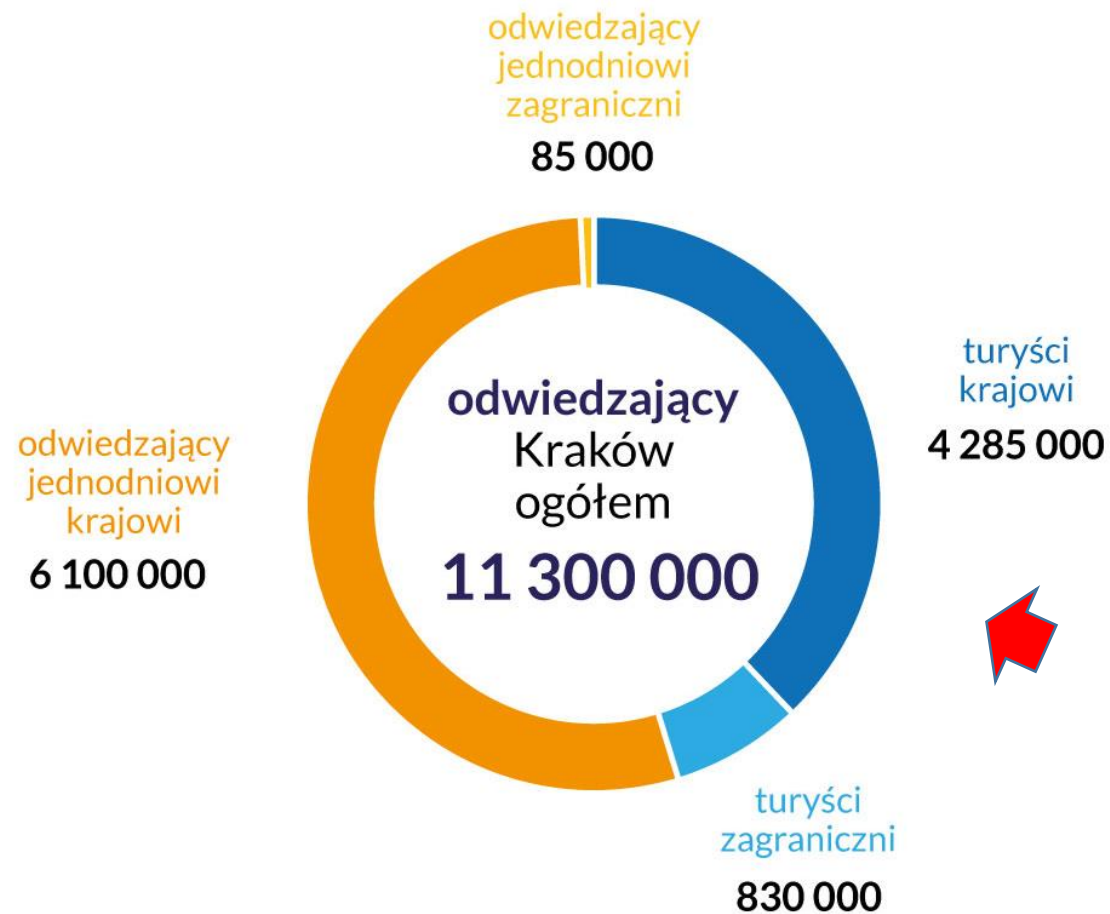 odwiedzający
jednodniowi
zagraniczni
85 000
turyści
krajowi
4 285 000
odwiedzający
Kraków
ogółem
11 300 000
odwiedzający
jednodniowi
krajowi
6 100 000
turyści
zagraniczni
830 000